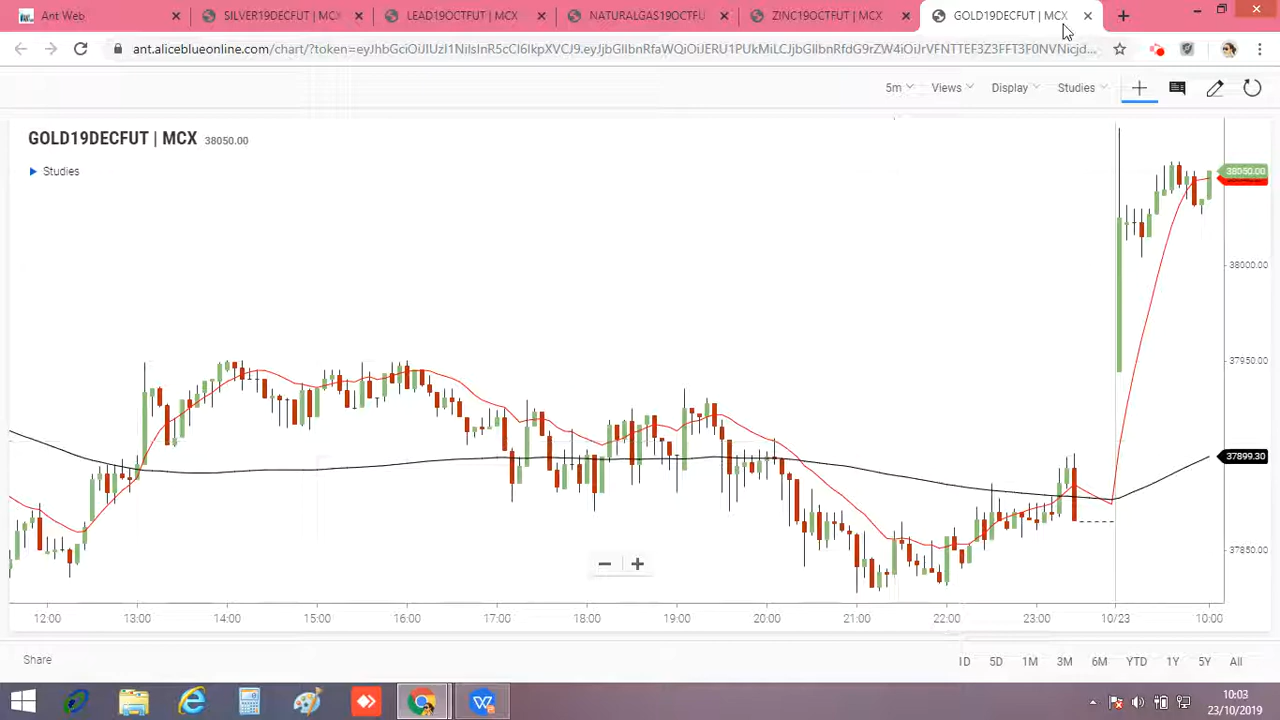 Ant Web
SILVER19DECFUT | MCX
LEAD19OCTFUT | MCX
NATURALGAS19OCTFU
ZINC19OCTFUT | MCX
GOLD19DECFUT | MCX
5m Views Display Studies
GOLD19DECFUT | MCX 38050.00
Studies
38050.00
38000.00
37950.00
37899.30
37850.00
12:00 13:00 14:00 15:00 16:00 17:00 18:00 19:00 20:00 21:00 22:00 23:00 10/23 10:00
Share
1D 5D 1M 3M 6M YTD 1Y 5Y All
10:03
23/10/2019